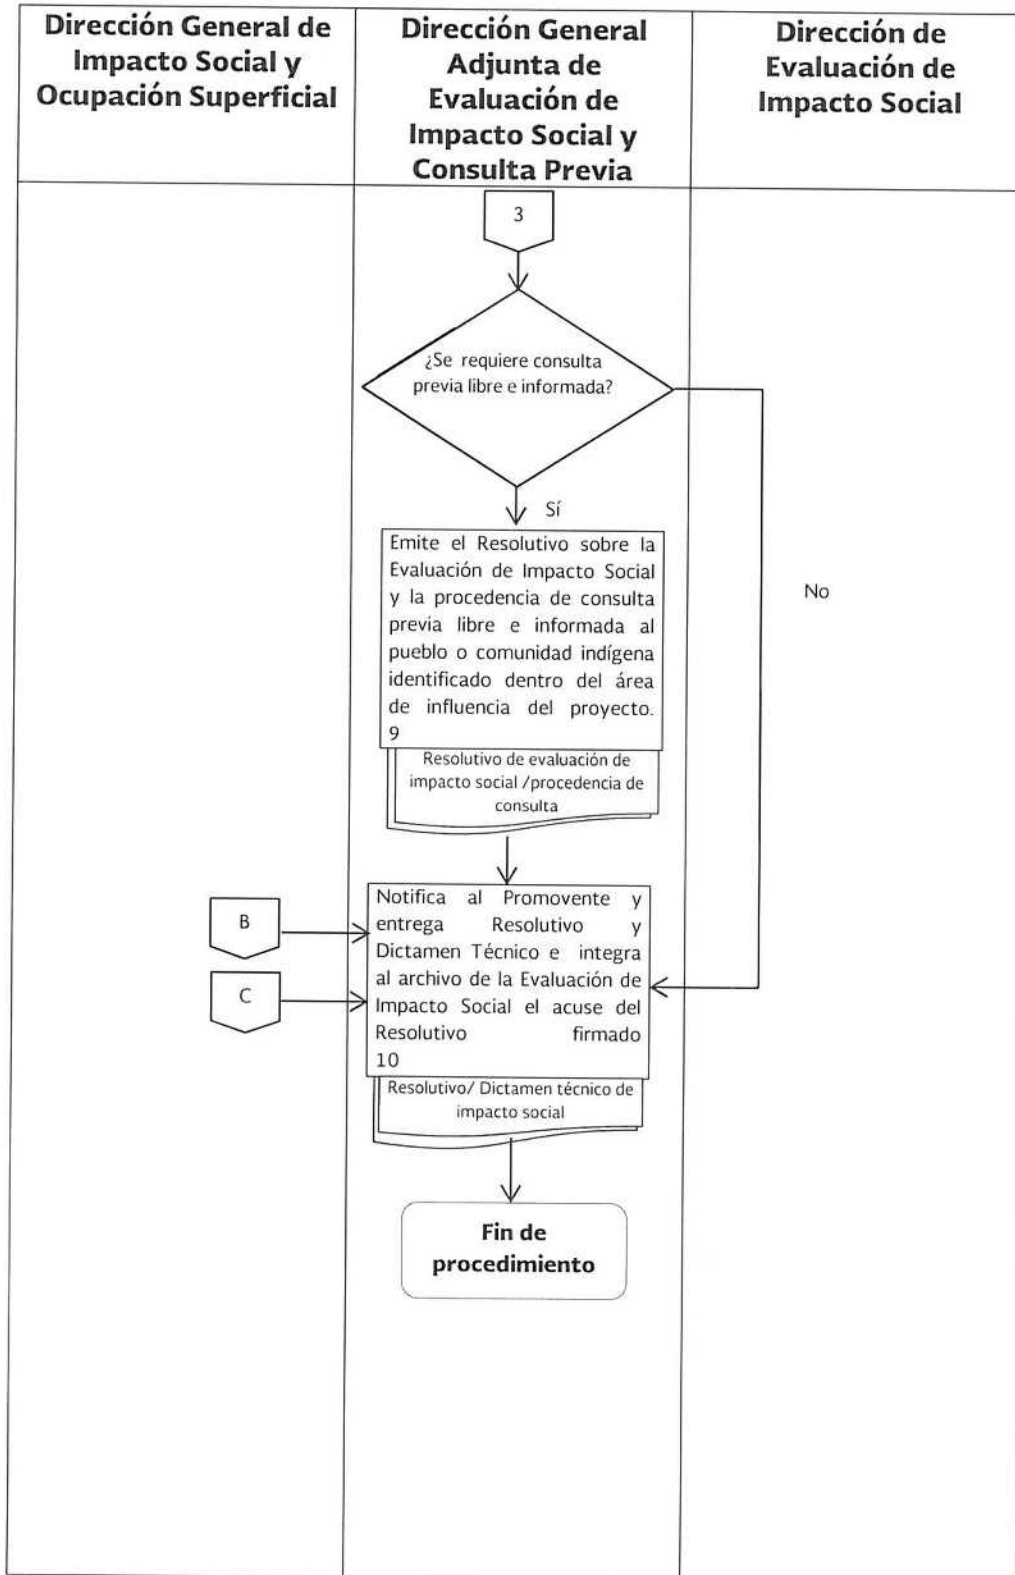 Dirección General de
Impacto Social y
Ocupación Superficial
Dirección General
Adjunta de
Evaluación de
Impacto Social y
Consulta Previa
Dirección de
Evaluación de
Impacto Social
3
¿Se requiere consulta
previa libre e informada?
Sí
No
Emite el Resolutivo sobre la
Evaluación de Impacto Social
y la procedencia de consulta
previa libre e informada al
pueblo o comunidad indígena
identificado dentro del área
de influencia del proyecto.
9
Resolutivo de evaluación de
impacto social /procedencia de
consulta
B
C
Notifica al Promovente y
entrega Resolutivo y
Dictamen Técnico e integra
al archivo de la Evaluación de
Impacto Social el acuse del
Resolutivo firmado
10
Resolutivo/ Dictamen técnico de
impacto social
Fin de
procedimiento